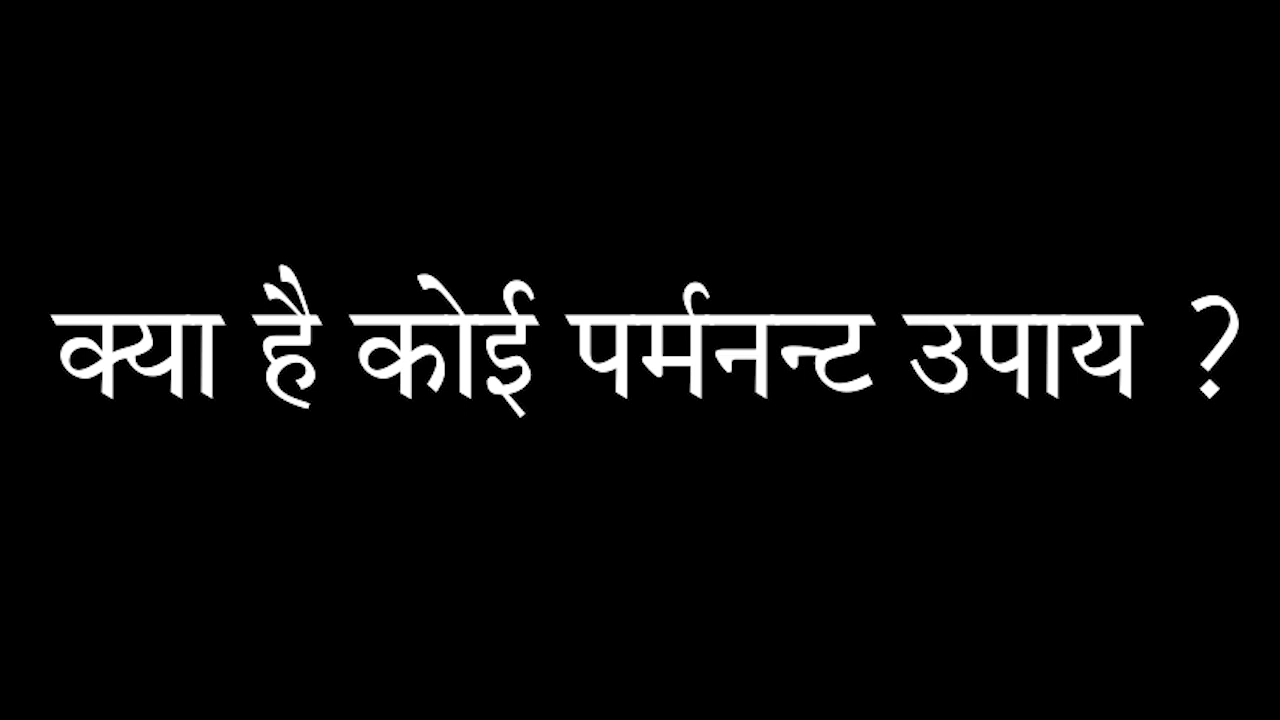 क्या है कोई पर्मनन्ट उपाय ?